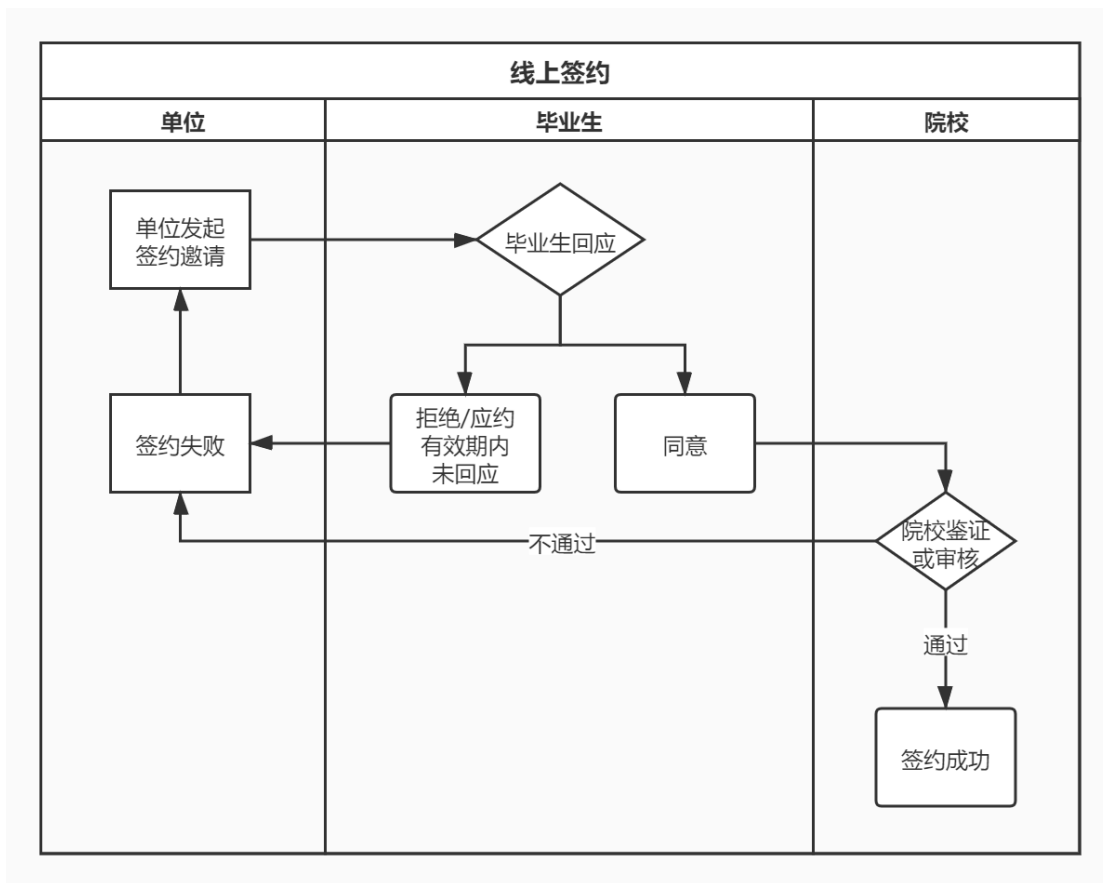 线上签约
单位
毕业生
院校
单位发起
签约邀请
毕业生回应
签约失败
拒绝/应约
有效期内
未回应
同意
院校鉴证
或审核
不通过
通过
签约成功